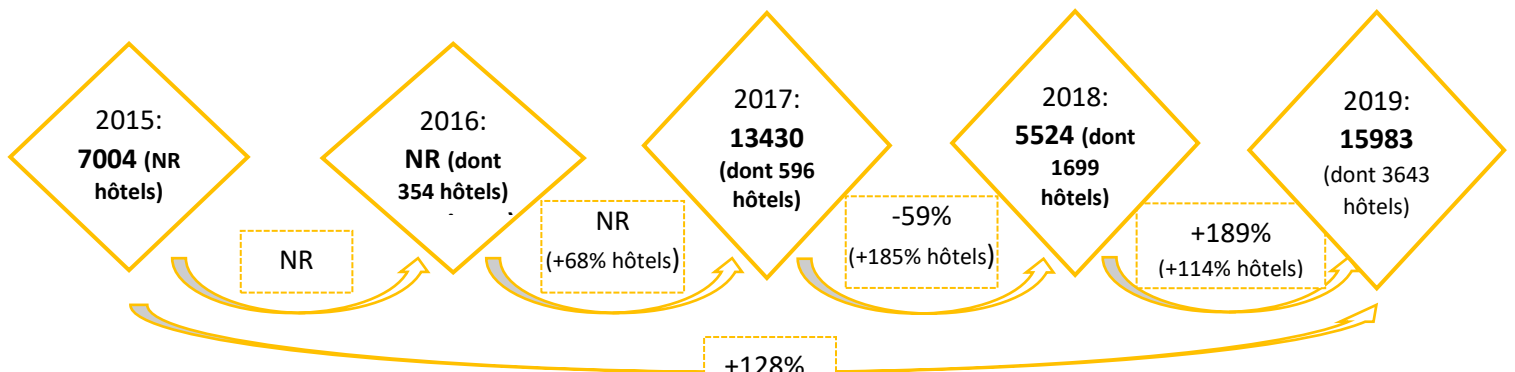 2015:
7004 (NR
hôtels)
2016:
NR (dont
354 hôtels)
2017:
13430
(dont 596
hôtels)
2018:
5524 (dont
1699
hôtels)
2019:
15983
(dont 3643
hôtels)
NR
NR
(+68% hôtels)
-59%
(+185% hôtels)
+189%
(+114% hôtels)
+128%